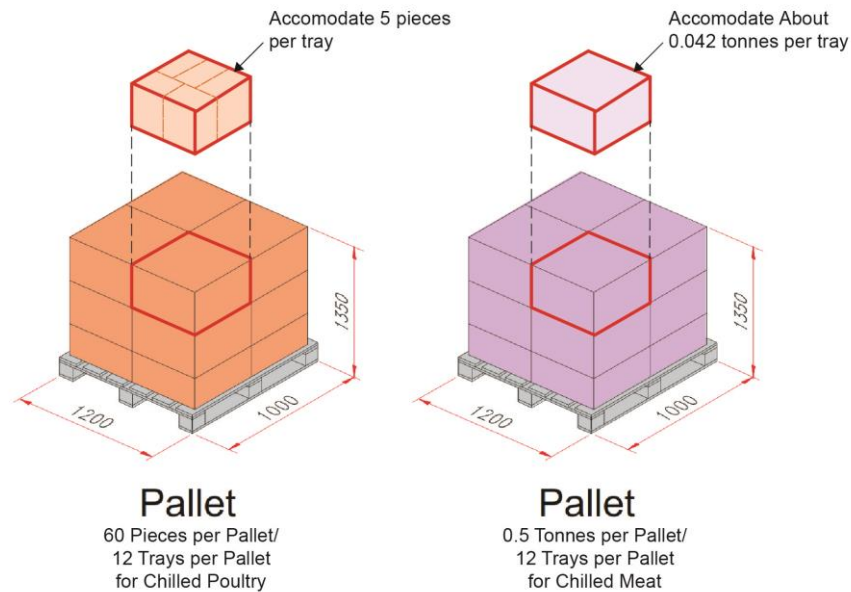 Accomodate 5 pieces
per tray
Accomodate About
0.042 tonnes per tray
1350
1200
1000
1350
1200
1000
Pallet
60 Pieces per Pallet/
12 Trays per Pallet
for Chilled Poultry
Pallet
0.5 Tonnes per Pallet/
12 Trays per Pallet
for Chilled Meat